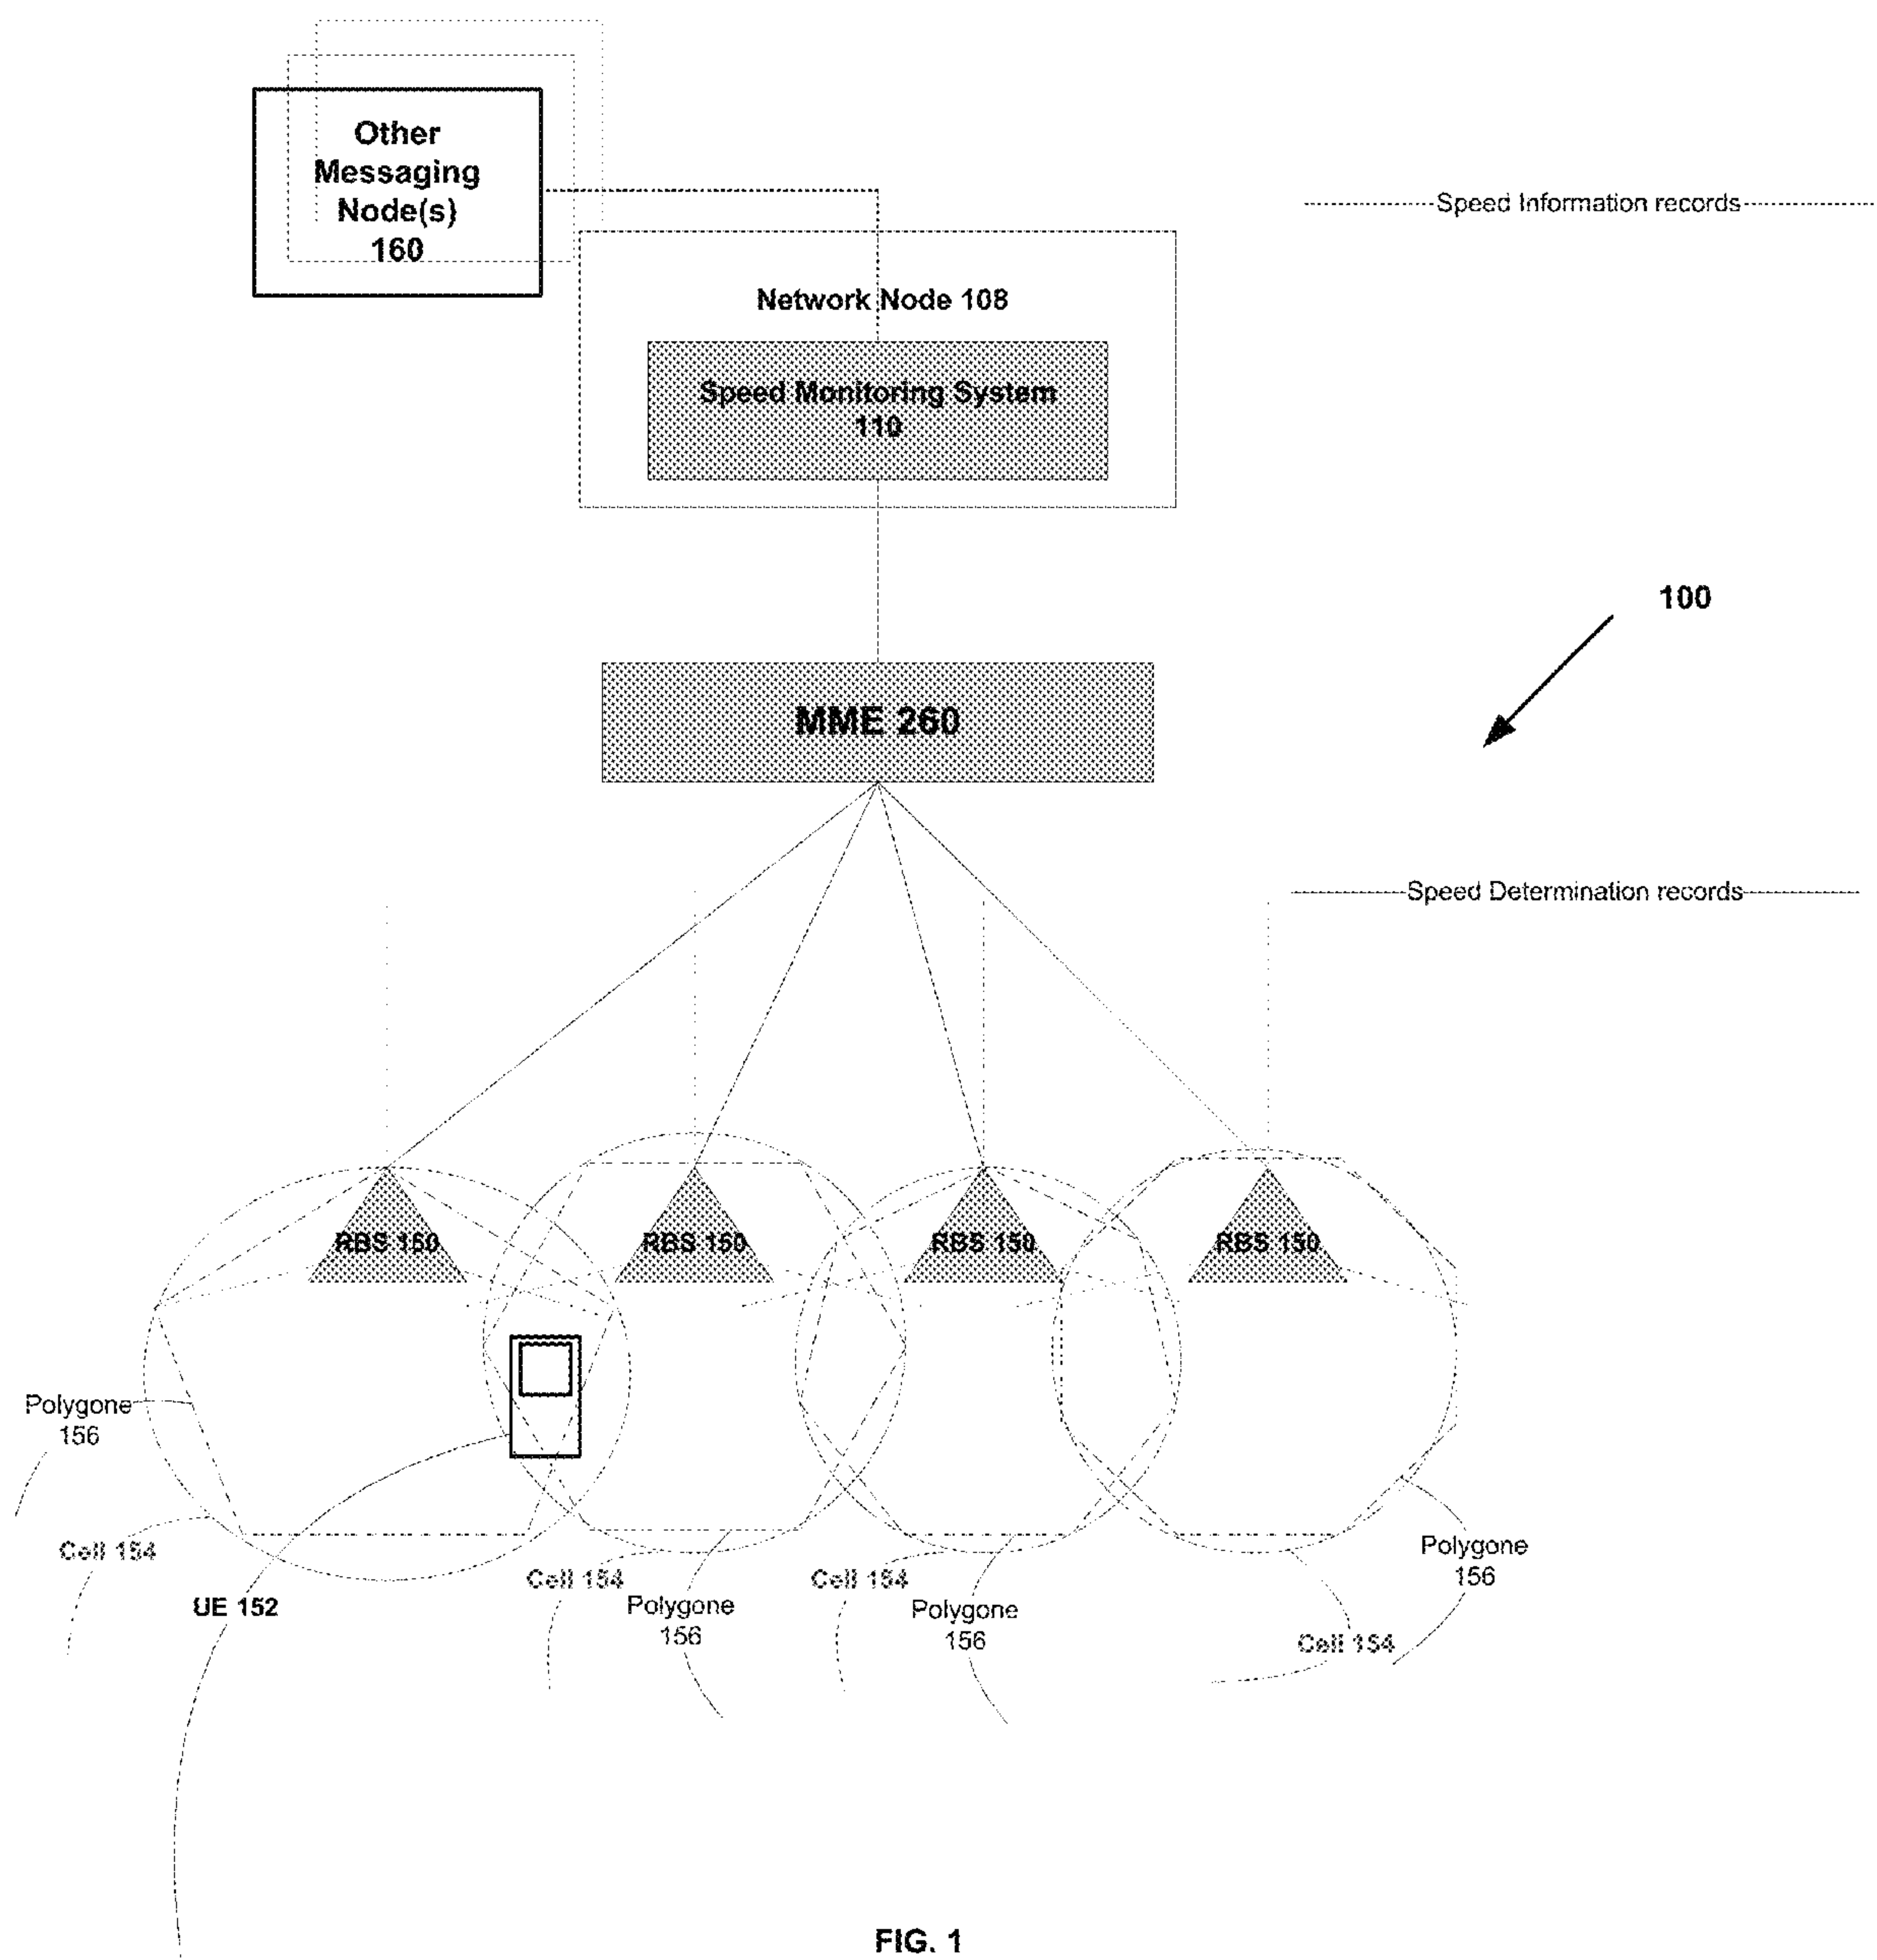 Other
Messaging
Node(s)
160
Speed Information records
Network Node 108
Speed Monitoring System
110
100
MME 260
Speed Determination records
RBS 150
RBS 150
RBS 150
RBS 150
Polygone
156
Cell 154
UE 152
Cell 154
Polygone
156
Cell 154
Polygone
156
Polygone
156
Cell 154
FIG. 1